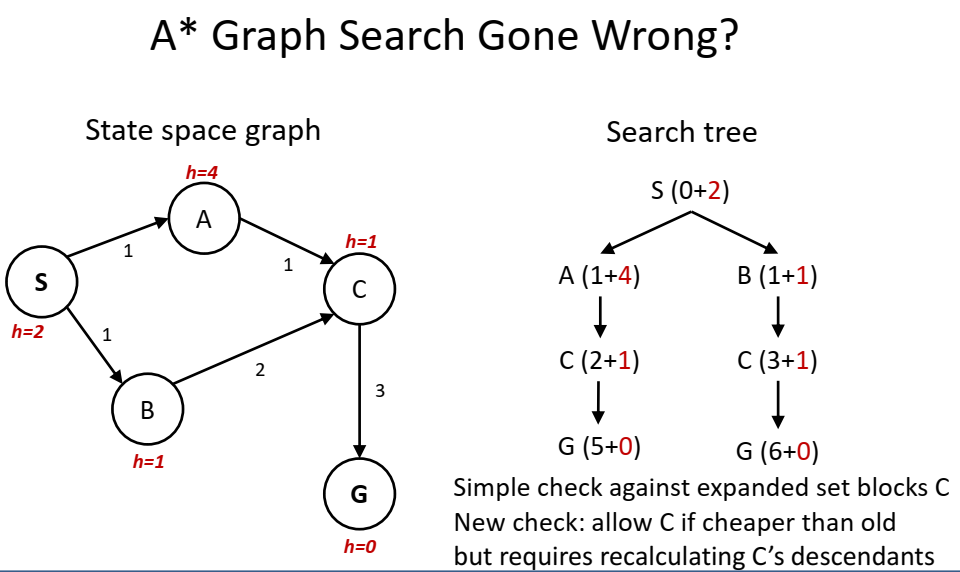 A* Graph Search Gone Wrong?
State space graph
h=4
A
1
1
h=1
C
S
h=2
1
2
B
h=1
3
G
h=0
Search tree
S (0+2)
A (1+4)
B (1+1)
C (2+1)
C (3+1)
G (5+0)
G (6+0)
Simple check against expanded set blocks C
New check: allow C if cheaper than old
but requires recalculating C’s descendants